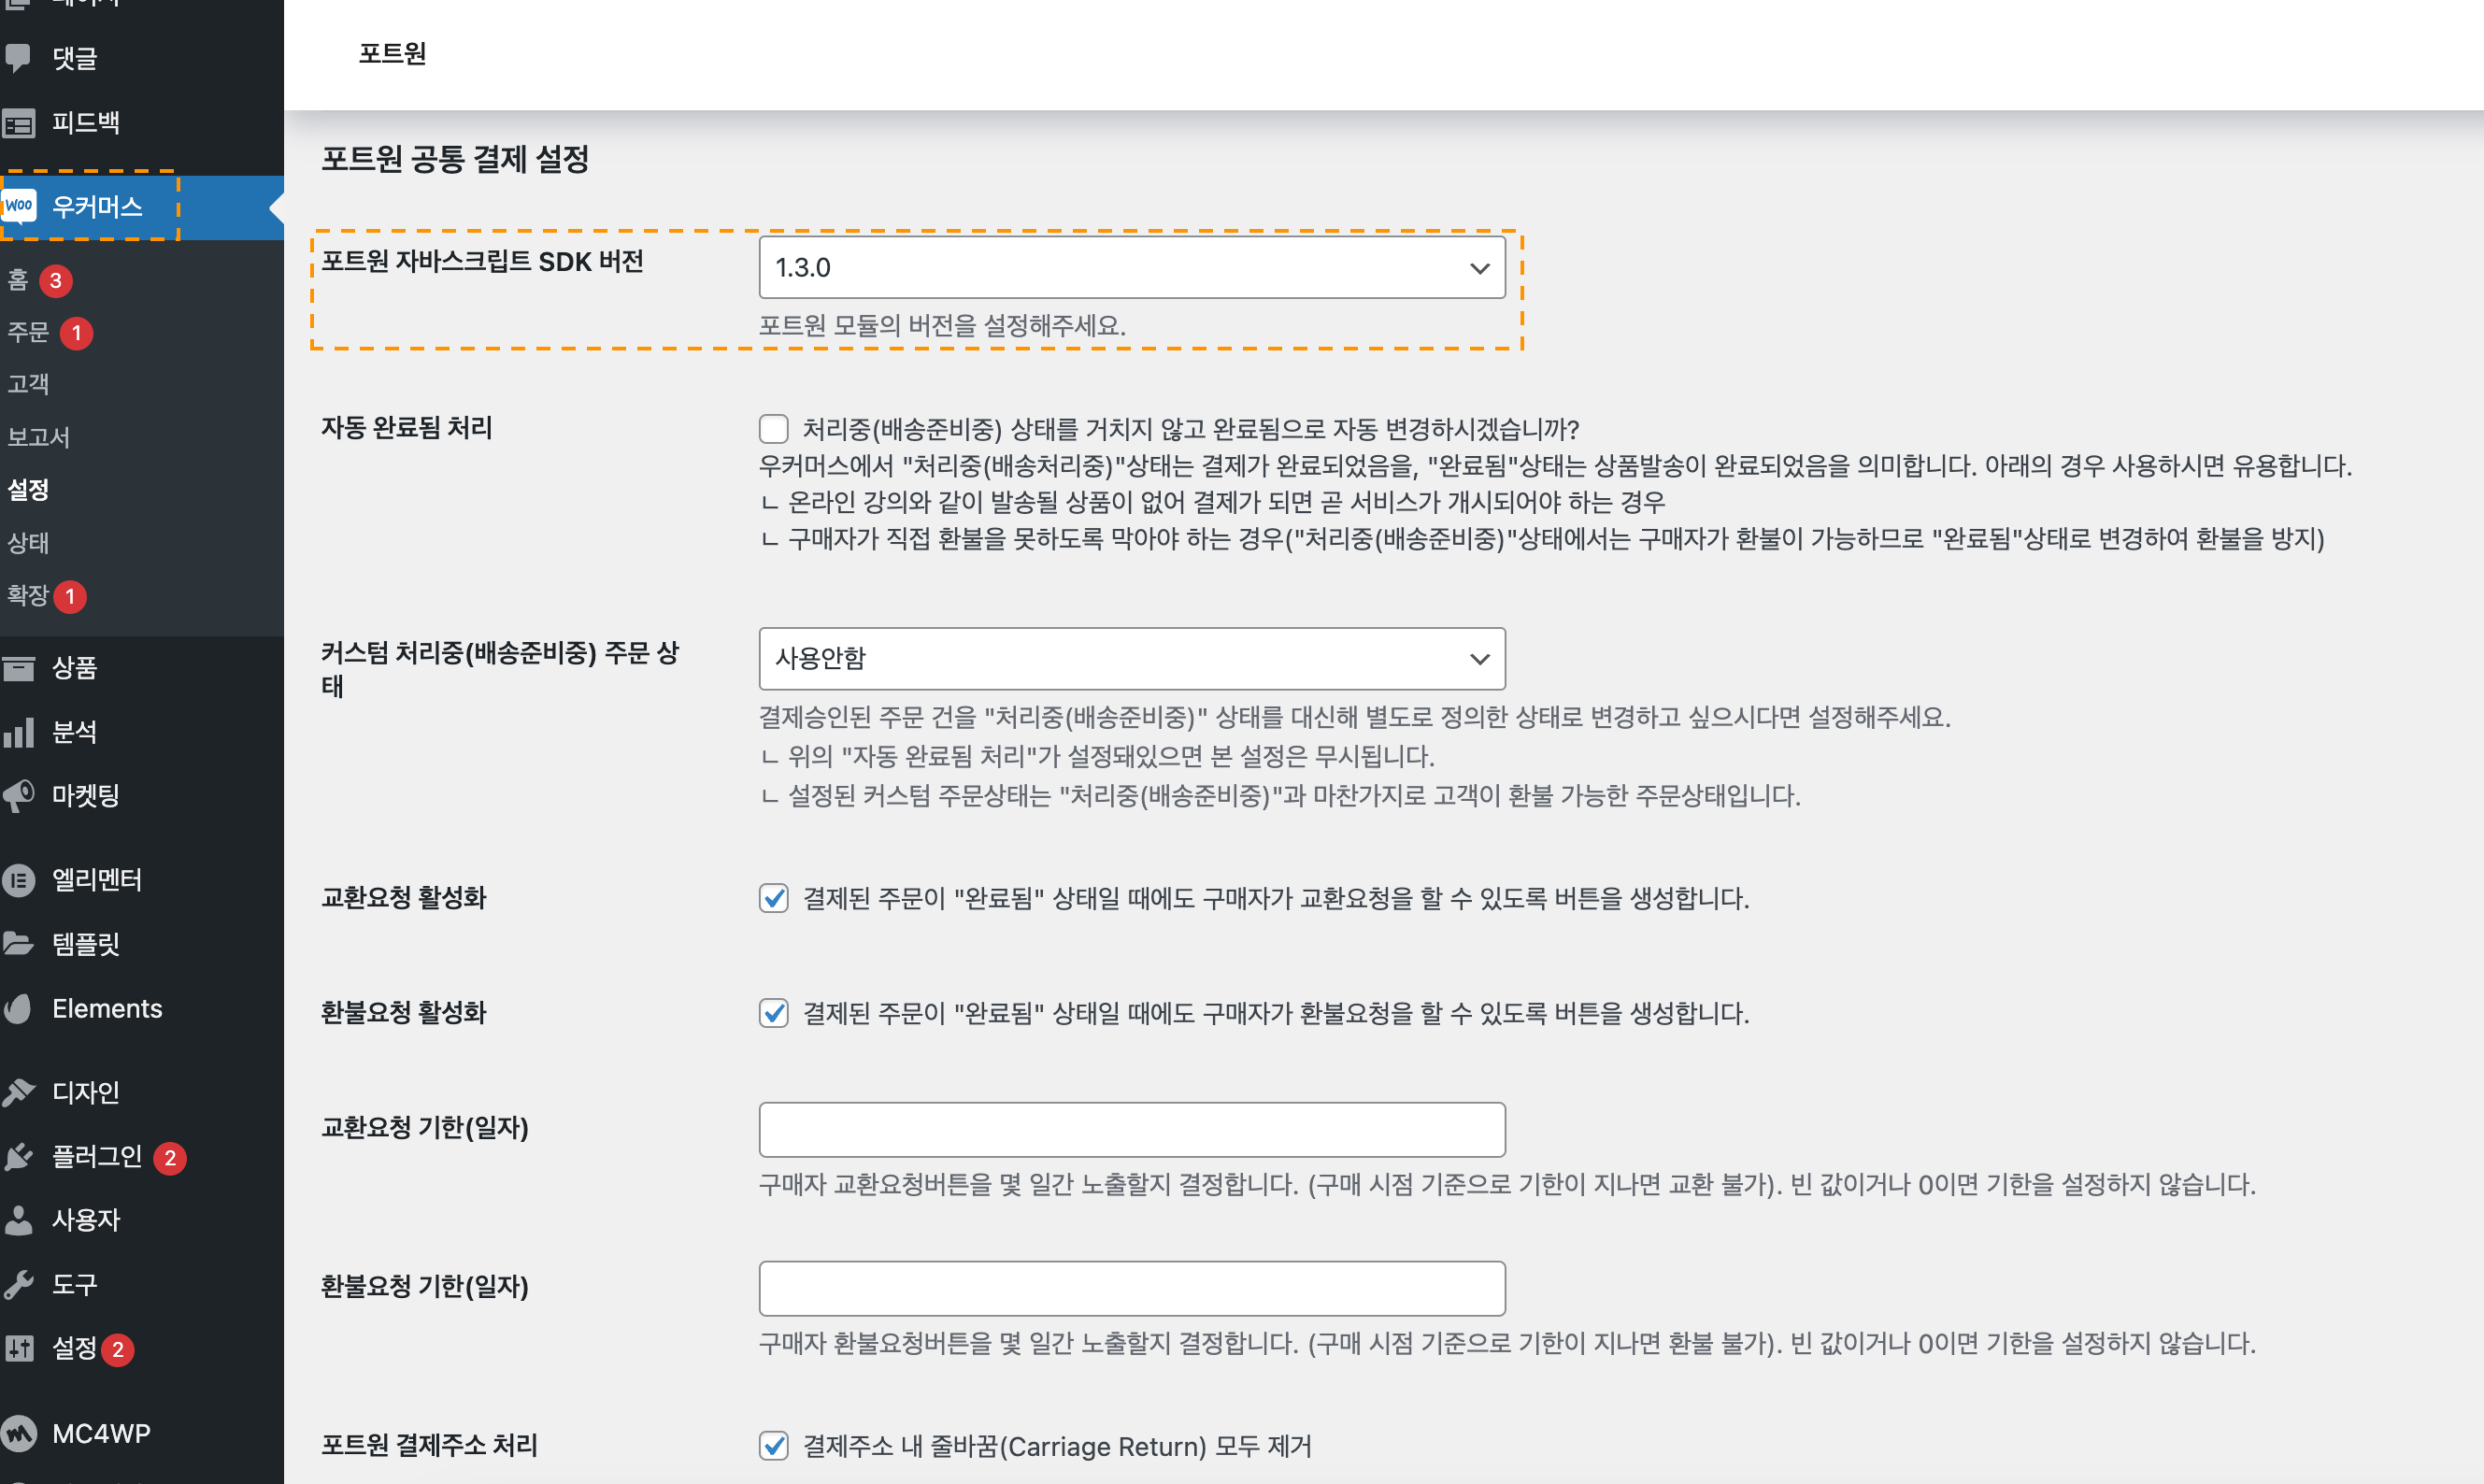 댓글
피드백
Woo 우커머스
홈 3
주문 1
고객
보고서
설정
상태
확장 1
상품
분석
마켓팅
엘리멘터
템플릿
Elements
디자인
플러그인 2
사용자
도구
설정 2
MC4WP
포트원
포트원 공통 결제 설정
포트원 자바스크립트 SDK 버전
1.3.0
포트원 모듈의 버전을 설정해주세요.
자동 완료됨 처리
처리중(배송준비중) 상태를 거치지 않고 완료됨으로 자동 변경하시겠습니까?
우커머스에서 "처리중(배송처리중)"상태는 결제가 완료되었음을, "완료됨"상태는 상품발송이 완료되었음을 의미합니다. 아래의 경우 사용하시면 유용합니다.
ㄴ 온라인 강의와 같이 발송될 상품이 없어 결제가 되면 곧 서비스가 개시되어야 하는 경우
ㄴ 구매자가 직접 환불을 못하도록 막아야 하는 경우("처리중(배송준비중)"상태에서는 구매자가 환불이 가능하므로 "완료됨"상태로 변경하여 환불을 방지)
커스텀 처리중(배송준비중) 주문 상
태
사용안함
결제승인된 주문 건을 "처리중(배송준비중)" 상태를 대신해 별도로 정의한 상태로 변경하고 싶으시다면 설정해주세요.
ㄴ 위의 "자동 완료됨 처리"가 설정돼있으면 본 설정은 무시됩니다.
ㄴ 설정된 커스텀 주문상태는 "처리중(배송준비중)"과 마찬가지로 고객이 환불 가능한 주문상태입니다.
교환요청 활성화
결제된 주문이 "완료됨" 상태일 때에도 구매자가 교환요청을 할 수 있도록 버튼을 생성합니다.
환불요청 활성화
결제된 주문이 "완료됨" 상태일 때에도 구매자가 환불요청을 할 수 있도록 버튼을 생성합니다.
교환요청 기한(일자)
구매자 교환요청버튼을 몇 일간 노출할지 결정합니다. (구매 시점 기준으로 기한이 지나면 교환 불가). 빈 값이거나 0이면 기한을 설정하지 않습니다.
환불요청 기한(일자)
구매자 환불요청버튼을 몇 일간 노출할지 결정합니다. (구매 시점 기준으로 기한이 지나면 환불 불가). 빈 값이거나 0이면 기한을 설정하지 않습니다.
포트원 결제주소 처리
결제주소 내 줄바꿈(Carriage Return) 모두 제거